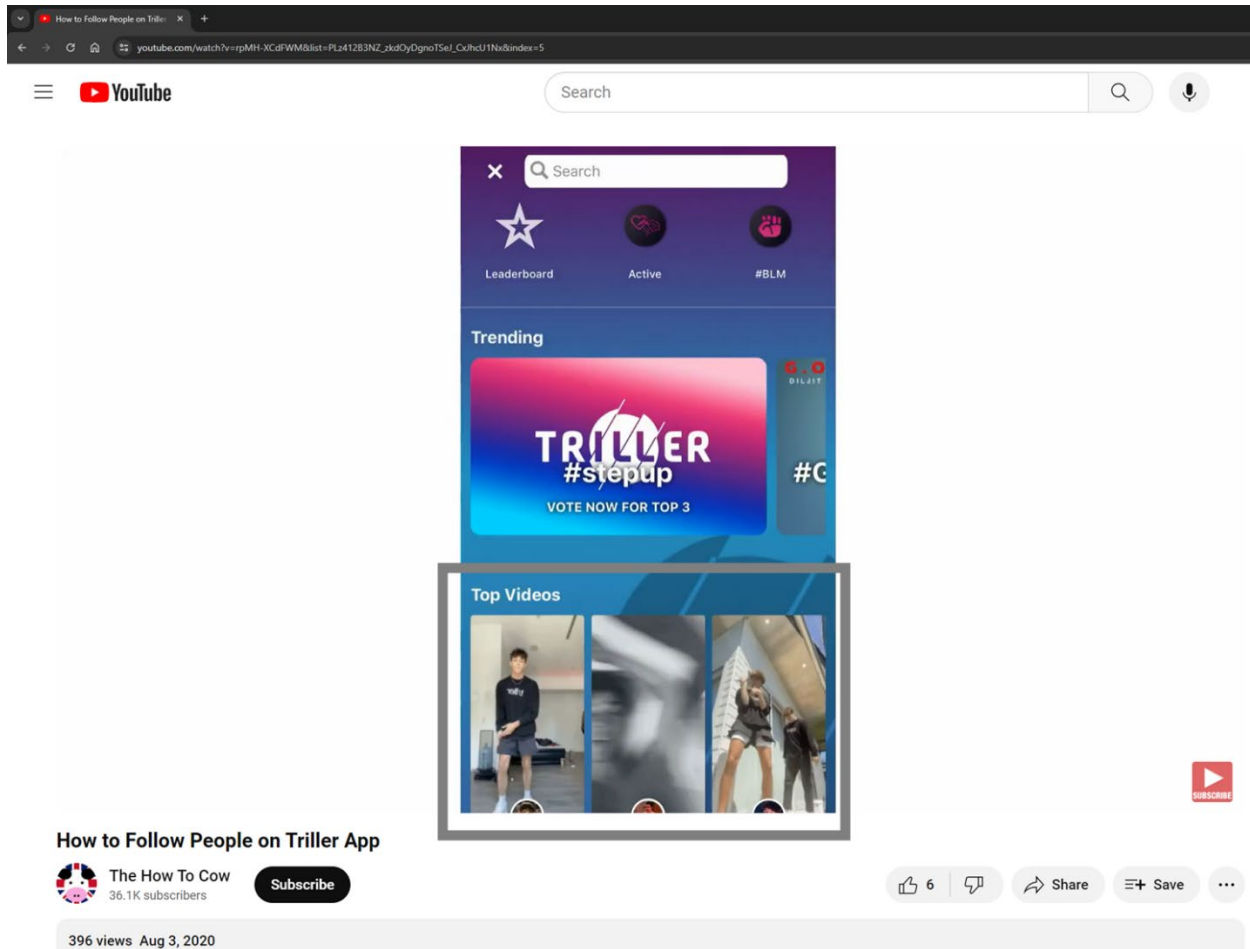 How to Follow People on Triller
youtube.com/watch?v=rpMH-XCdFWM&list=PLz412B3NZ_zkdOyDgnoTSeJ_CxJhcU1Nx&index=5
YouTube
Search
Search
Leaderboard Active #BLM
Trending
G.O
DILJIT
TRILLER
#stepup
#G
VOTE NOW FOR TOP 3
Top Videos
SUBSCRIBE
How to Follow People on Triller App
The How To Cow
36.1K subscribers
Subscribe
6
Share
Save
396 views Aug 3, 2020